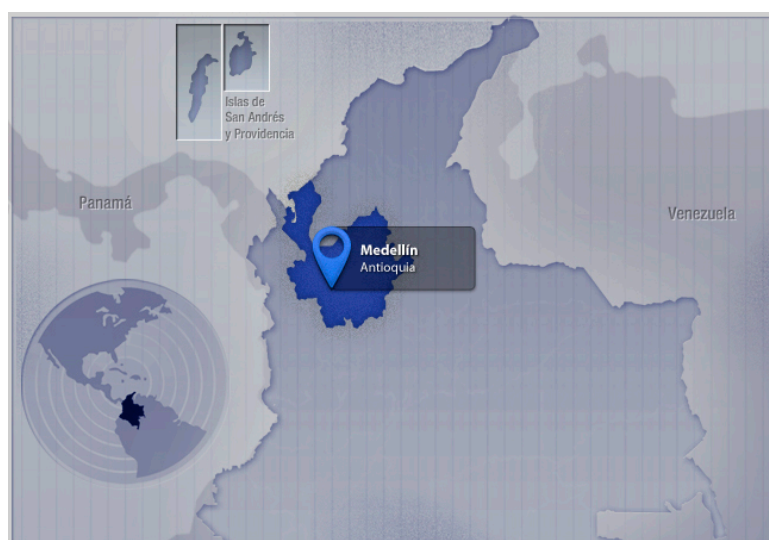 Islas de
San Andrés
y Providencia
Panamá
Venezuela
Medellín
Antioquia